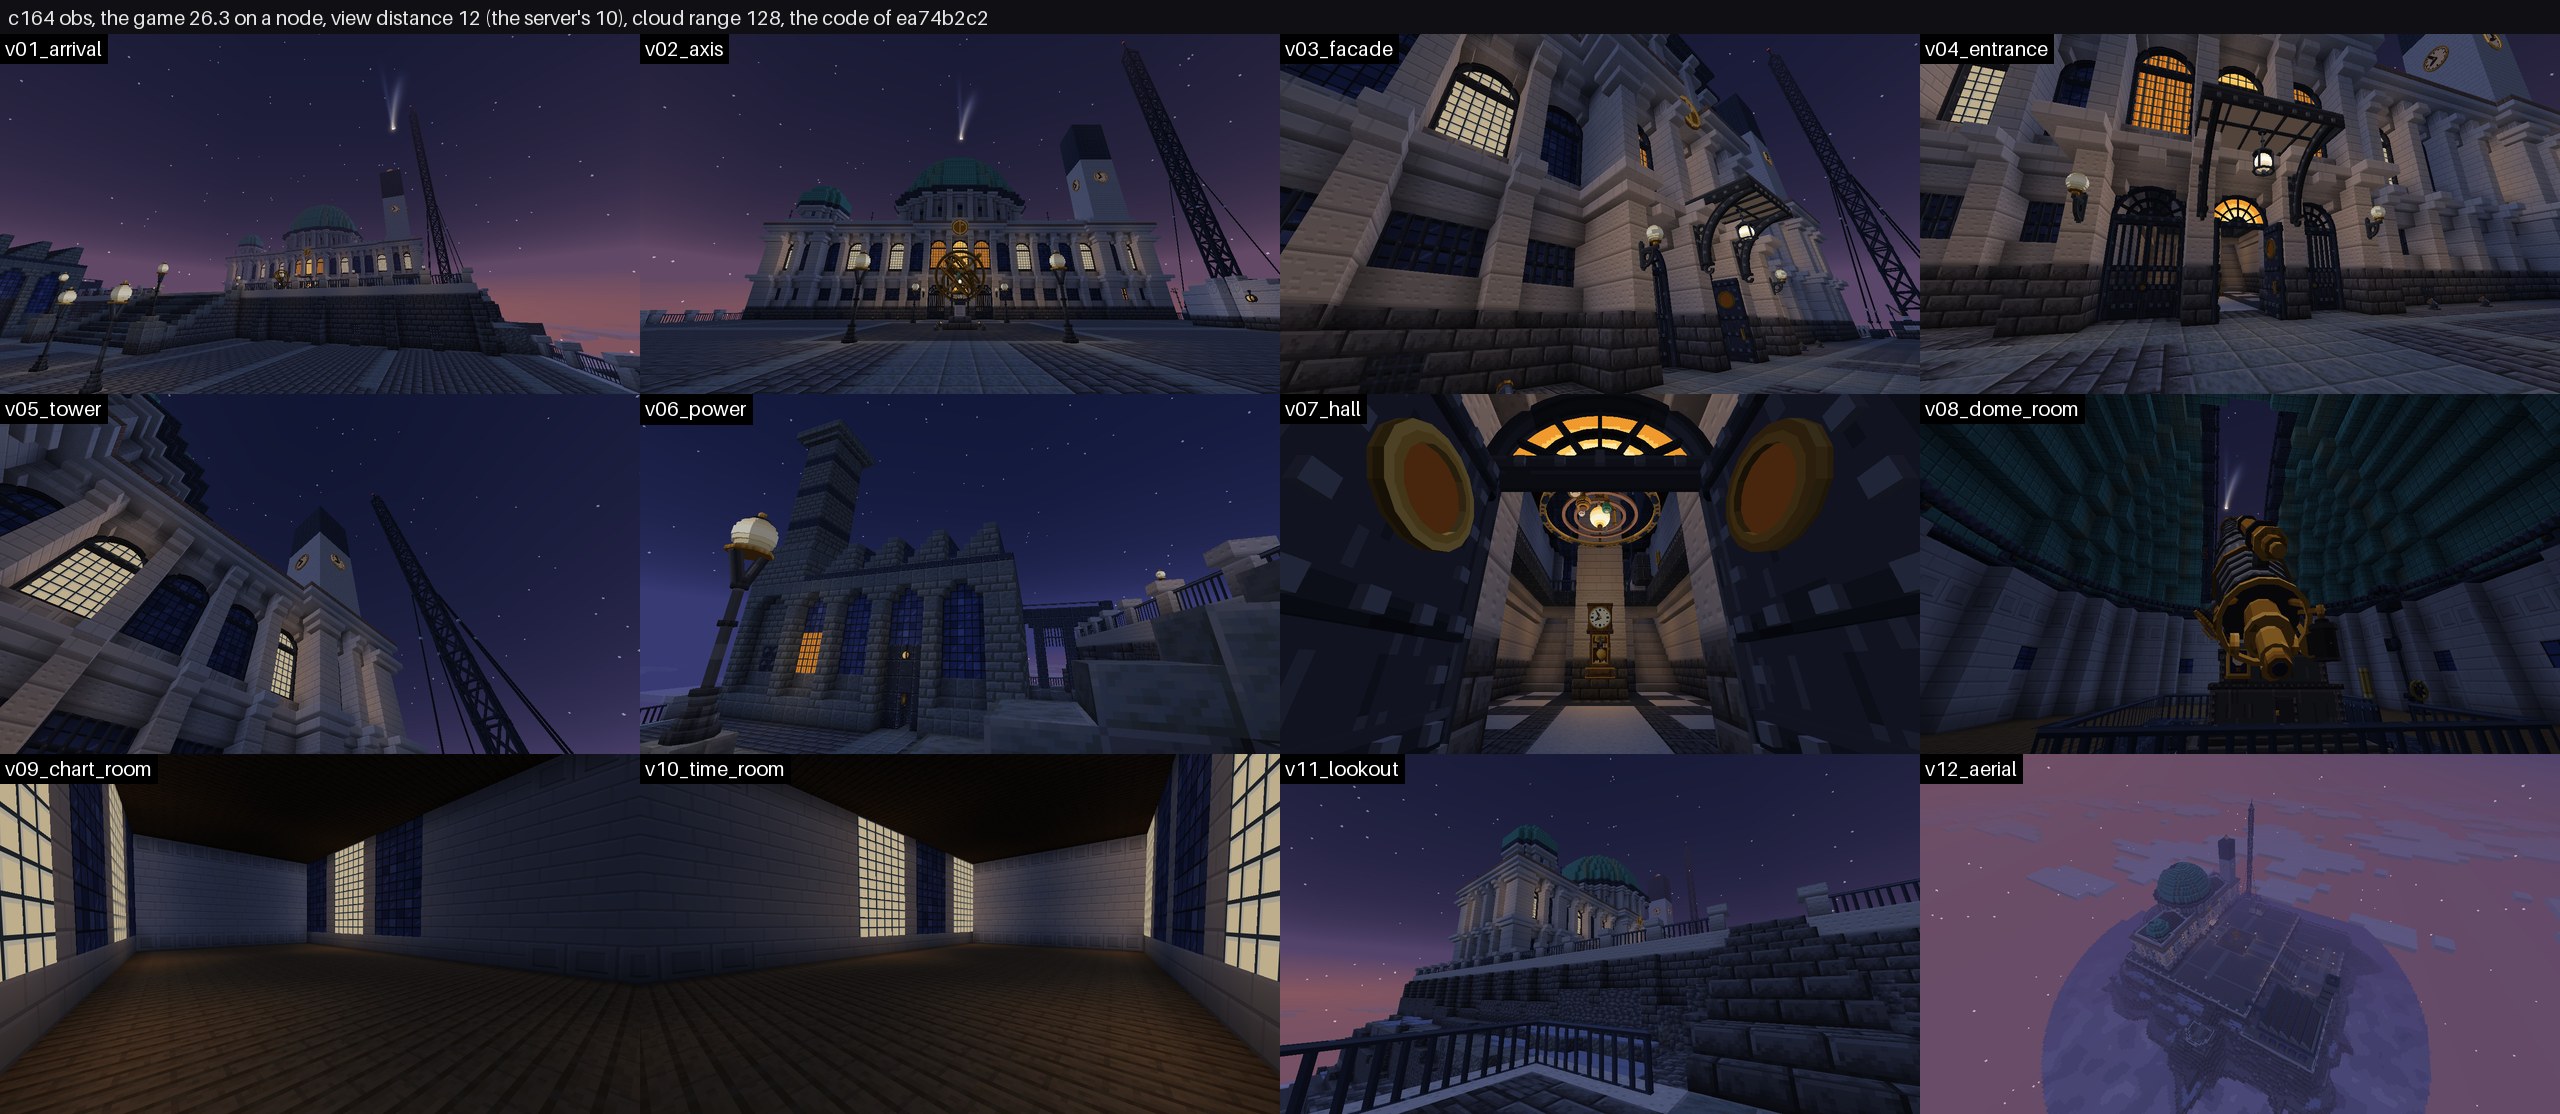 c164 obs, the game 26.3 on a node, view distance 12 (the server's 10), cloud range 128, the code of ea74b2c2
v01_arrival
v02_axis
v03_facade
v04_entrance
v05_tower
v06_power
v07_hall
v08_dome_room
v09_chart_room
v10_time_room
v11_lookout
v12_aerial